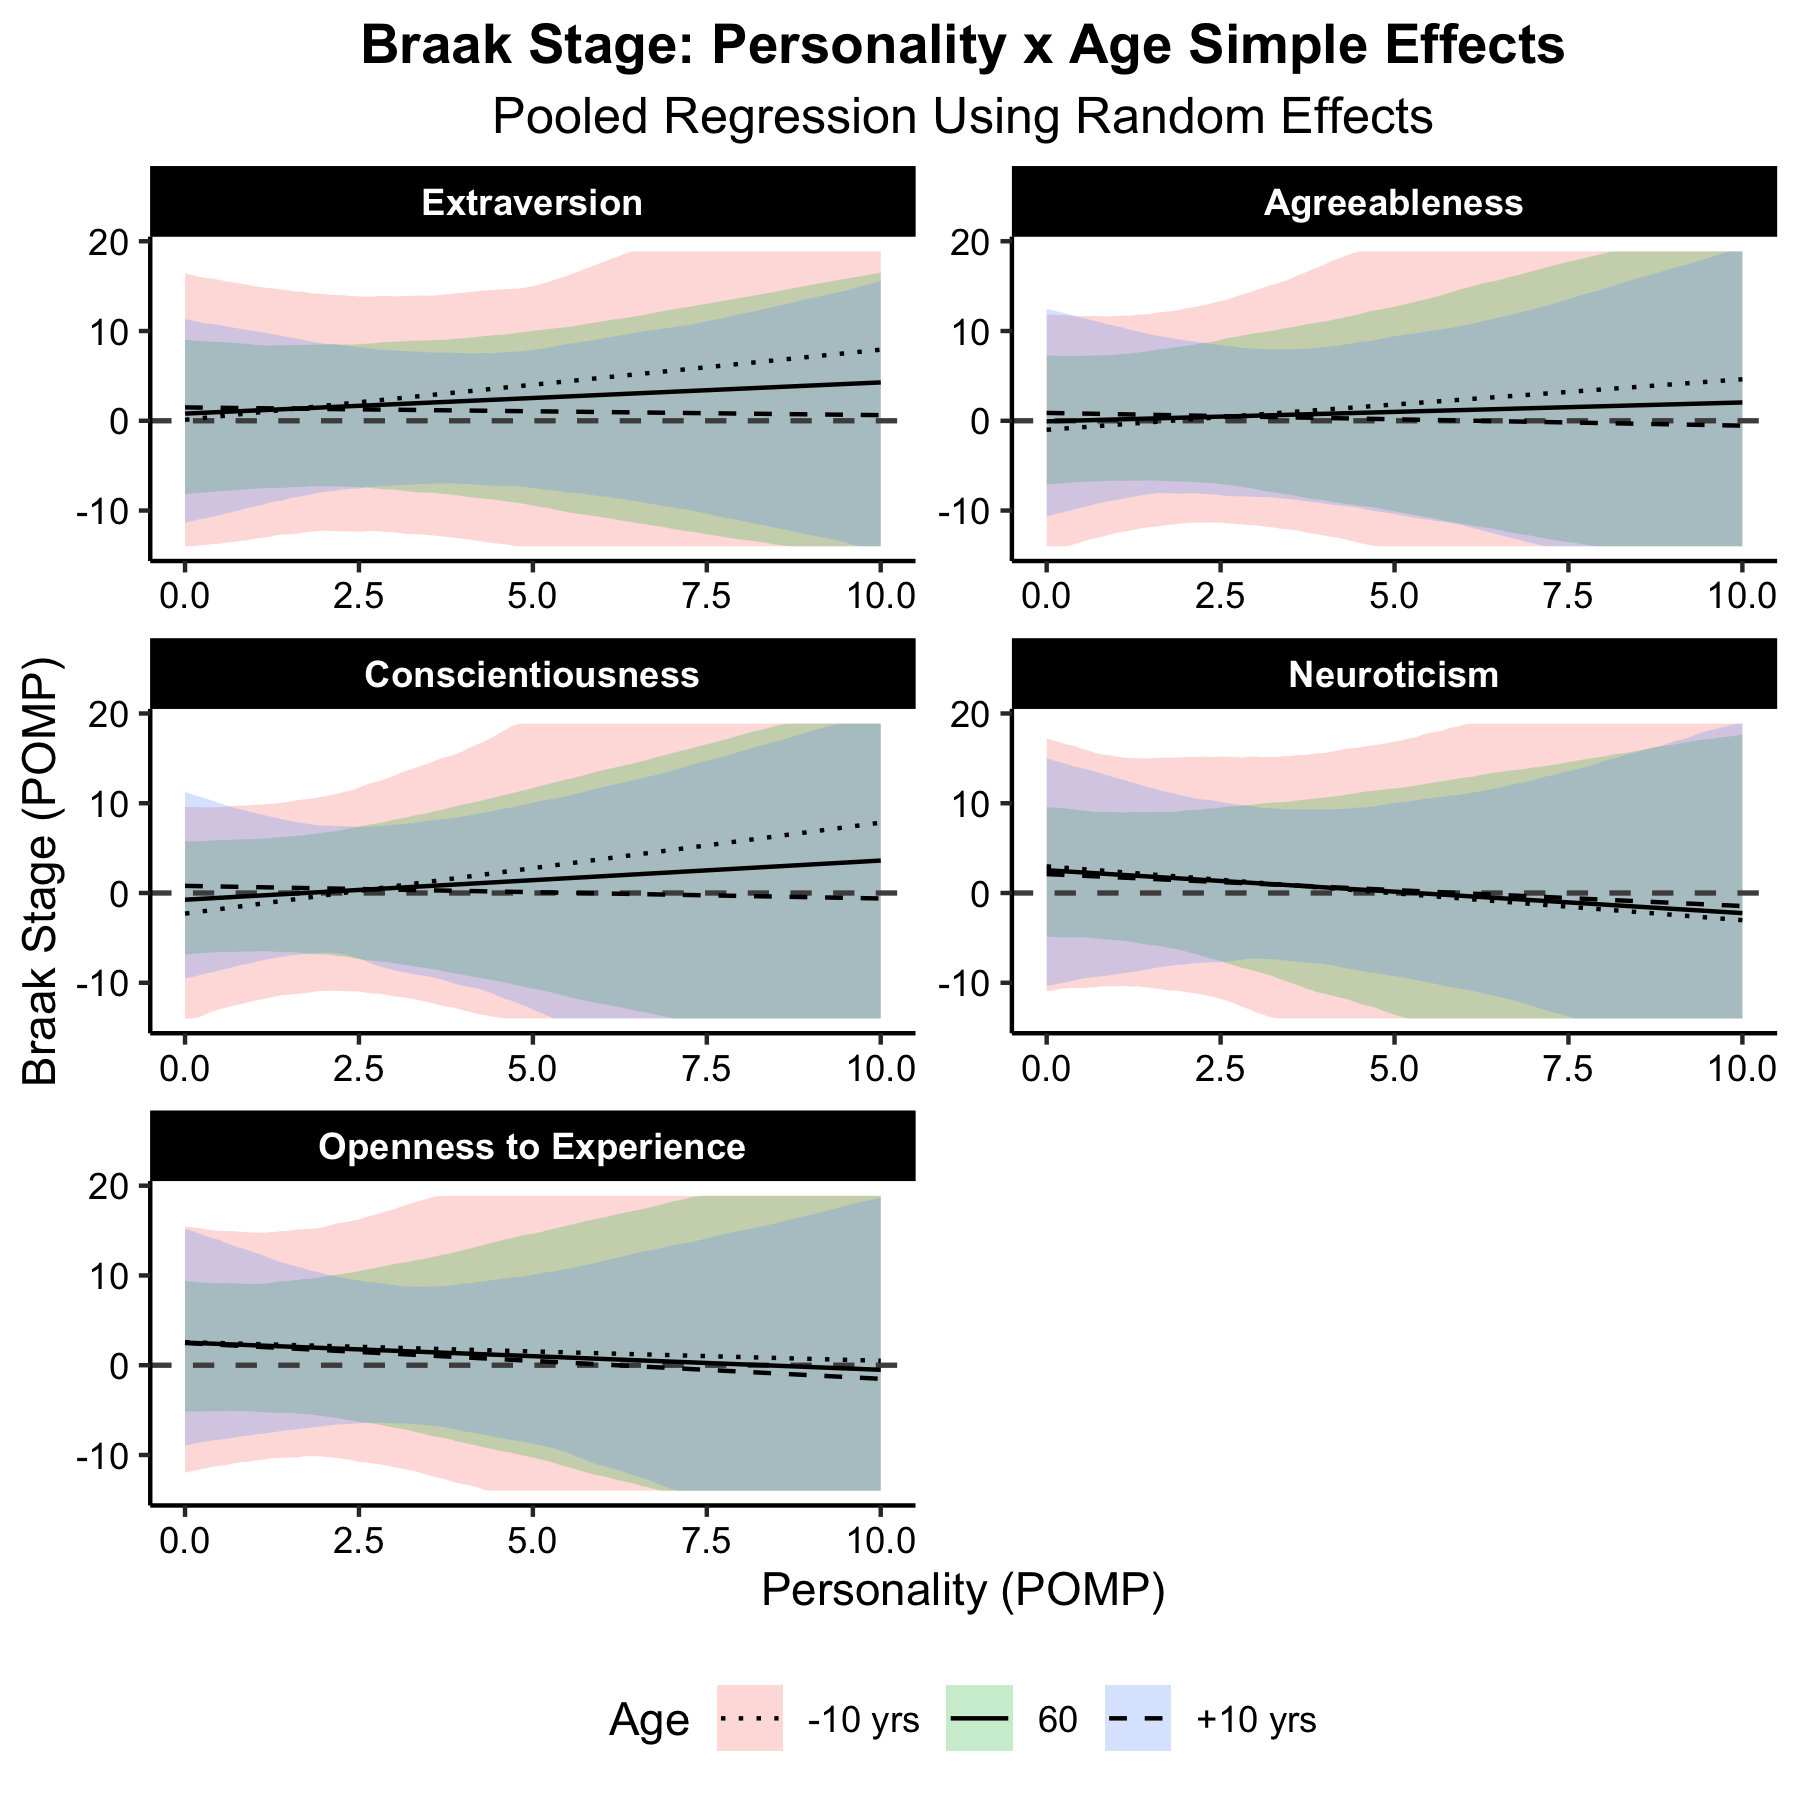 Braak Stage: Personality x Age Simple Effects
Pooled Regression Using Random Effects
Extraversion
20
10
0
-10
0.0 2.5 5.0 7.5 10.0
Agreeableness
20
10
0
-10
0.0 2.5 5.0 7.5 10.0
Braak Stage (POMP)
Conscientiousness
20
10
0
-10
0.0 2.5 5.0 7.5 10.0
Neuroticism
20
10
0
-10
0.0 2.5 5.0 7.5 10.0
Openness to Experience
20
10
0
-10
0.0 2.5 5.0 7.5 10.0
Personality (POMP)
Age -10 yrs 60 +10 yrs